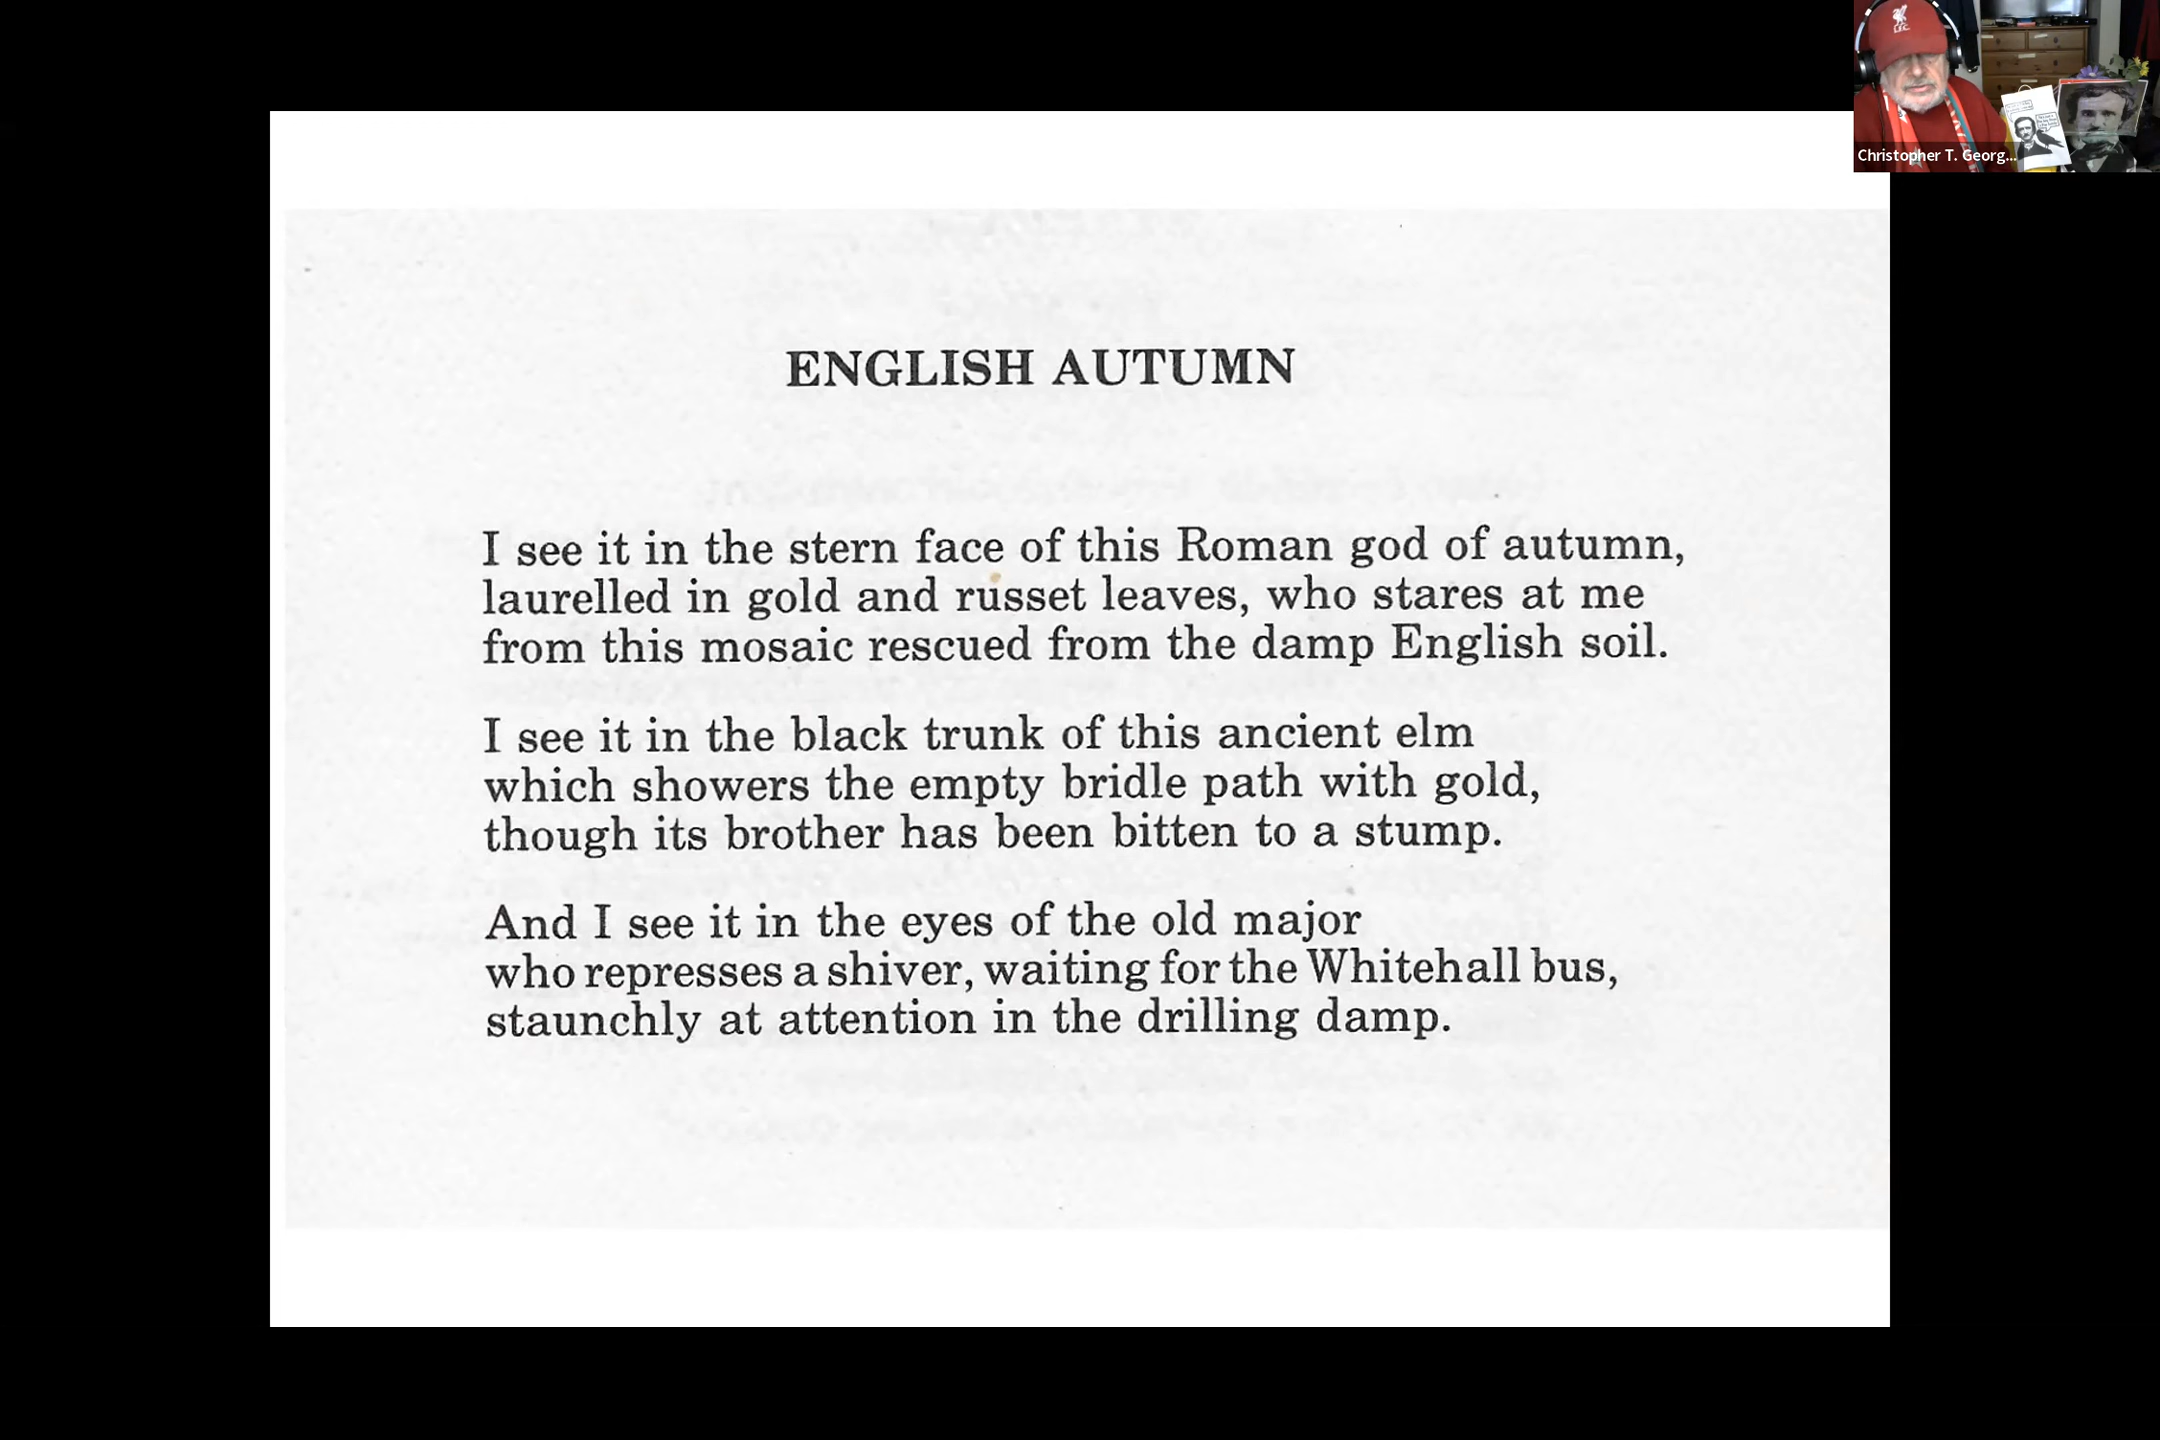 ENGLISH AUTUMN
I see it in the stern face of this Roman god of autumn,
laurelled in gold and russet leaves, who stares at me
from this mosaic rescued from the damp English soil.
I see it in the black trunk of this ancient elm
which showers the empty bridle path with gold,
though its brother has been bitten to a stump.
And I see it in the eyes of the old major
who represses a shiver, waiting for the Whitehall bus,
staunchly at attention in the drilling damp.
L.F.C.
Christopher T. Georg...